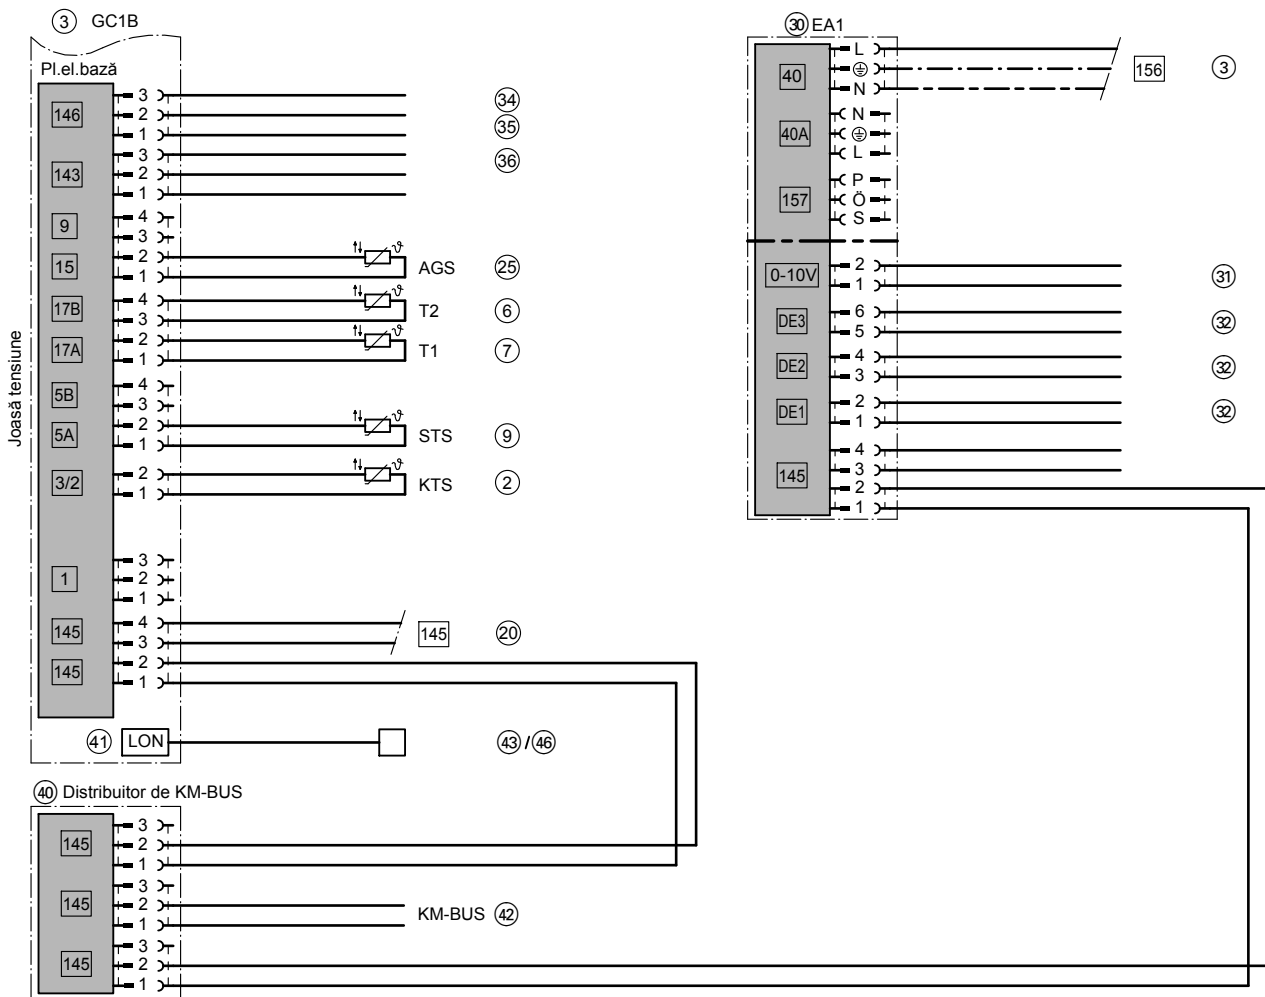 3 GC1B
Pl.el.bază
Joasă tensiune
146 3 34
2
1 35
143 3 36
2
1
9 4
3
15 2 AGS 25
1
17B 4 T2 6
3
17A 2 T1 7
1
5B 4
3
5A 2 STS 9
1
3/2 2 KTS 2
1
1 3
2
1
145 4 145 20
3
145 2
1
41 LON 43 / 46
40 Distribuitor de KM-BUS
145 3
2
1
145 3
2 KM-BUS 42
1
145 3
2
1
30 EA1
40 L 156 3
N
40A N
L
157 P
Ö
S
0-10V 2 31
1
DE3 6 32
5
DE2 4 32
3
DE1 2 32
1
145 4
3
2
1